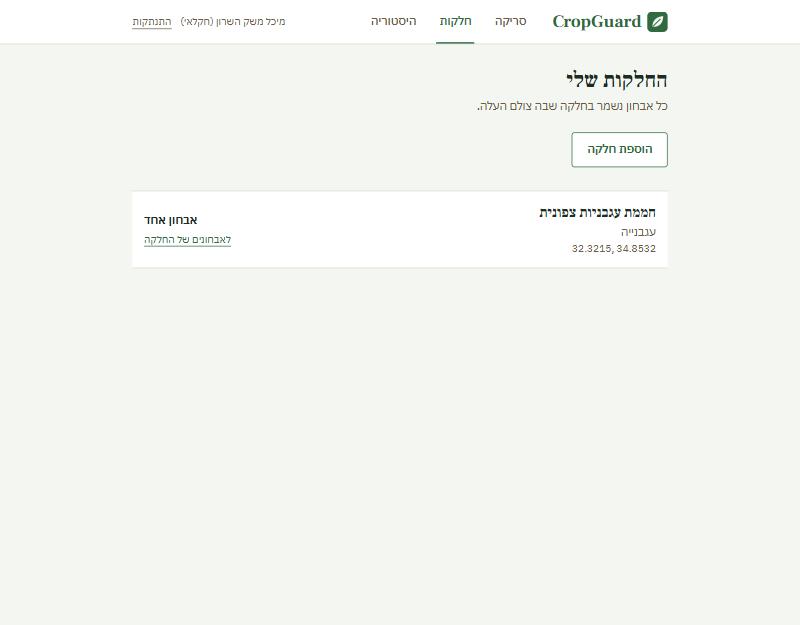 CropGuard
סריקה
חלקות
היסטוריה
מיכל משק השרון (חקלאי)
התנתקות
החלקות שלי
כל אבחון נשמר בחלקה שבה צולם העלה.
הוספת חלקה
חממת עגבניות צפונית
עגבנייה
32.3215, 34.8532
אבחון אחד
לאבחונים של החלקה